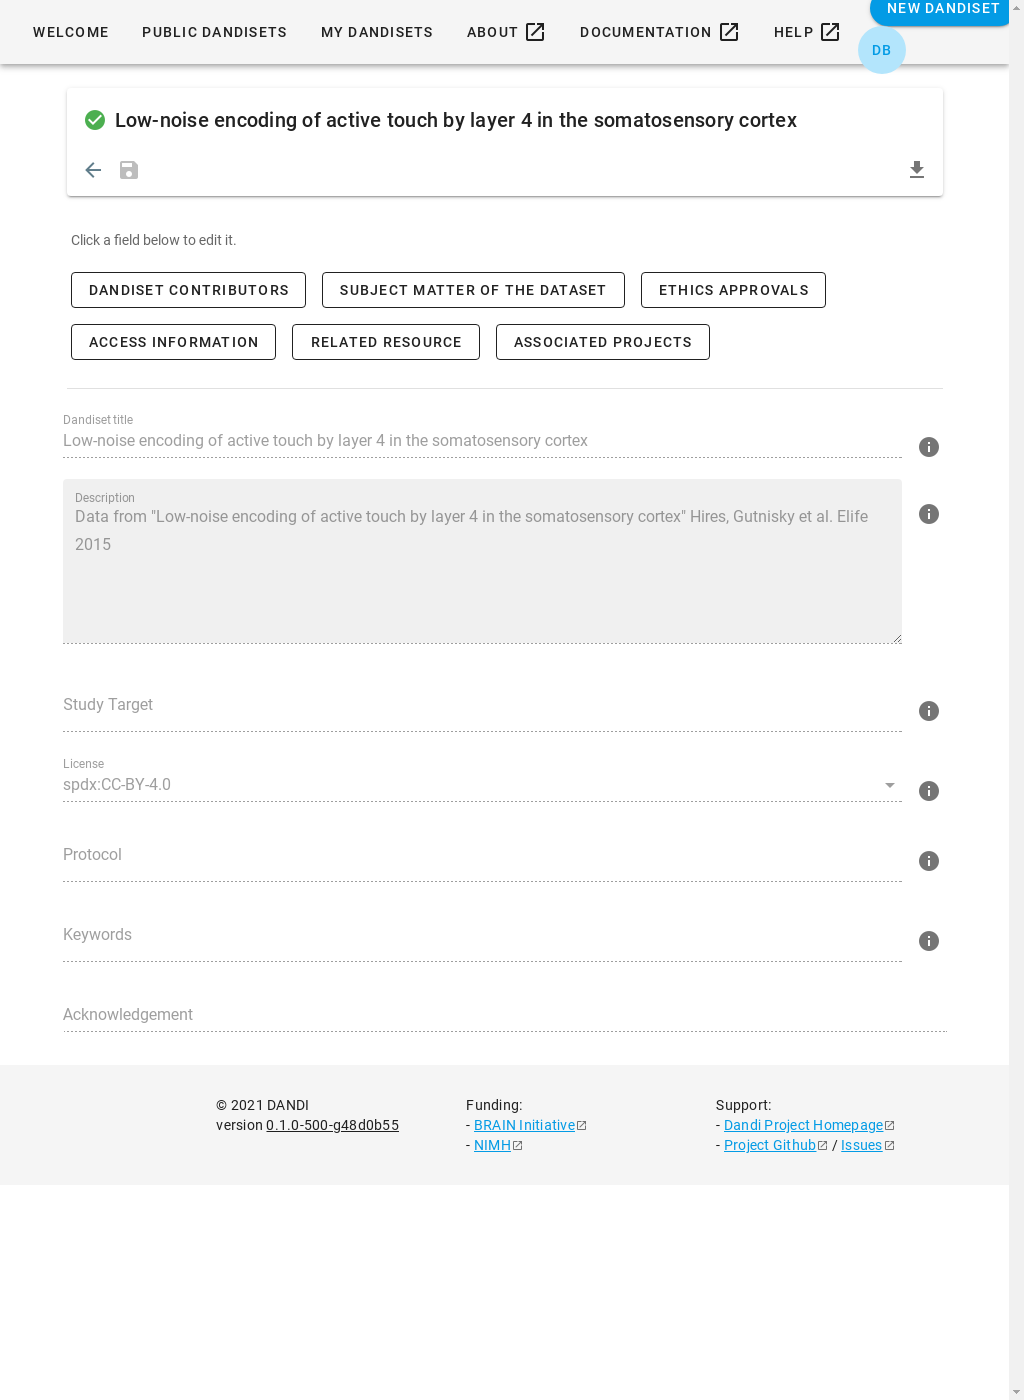 WELCOME PUBLIC DANDISETS MY DANDISETS ABOUT DOCUMENTATION HELP NEW DANDISET
DB
Low-noise encoding of active touch by layer 4 in the somatosensory cortex
Click a field below to edit it.
DANDISET CONTRIBUTORS SUBJECT MATTER OF THE DATASET ETHICS APPROVALS
ACCESS INFORMATION RELATED RESOURCE ASSOCIATED PROJECTS
Dandiset title
Low-noise encoding of active touch by layer 4 in the somatosensory cortex
Description
Data from "Low-noise encoding of active touch by layer 4 in the somatosensory cortex" Hires, Gutnisky et al. Elife
2015
Study Target
License
spdx:CC-BY-4.0
Protocol
Keywords
Acknowledgement
© 2021 DANDI
version 0.1.0-500-g48d0b55
Funding:
- BRAIN Initiative
- NIMH
Support:
- Dandi Project Homepage
- Project Github / Issues